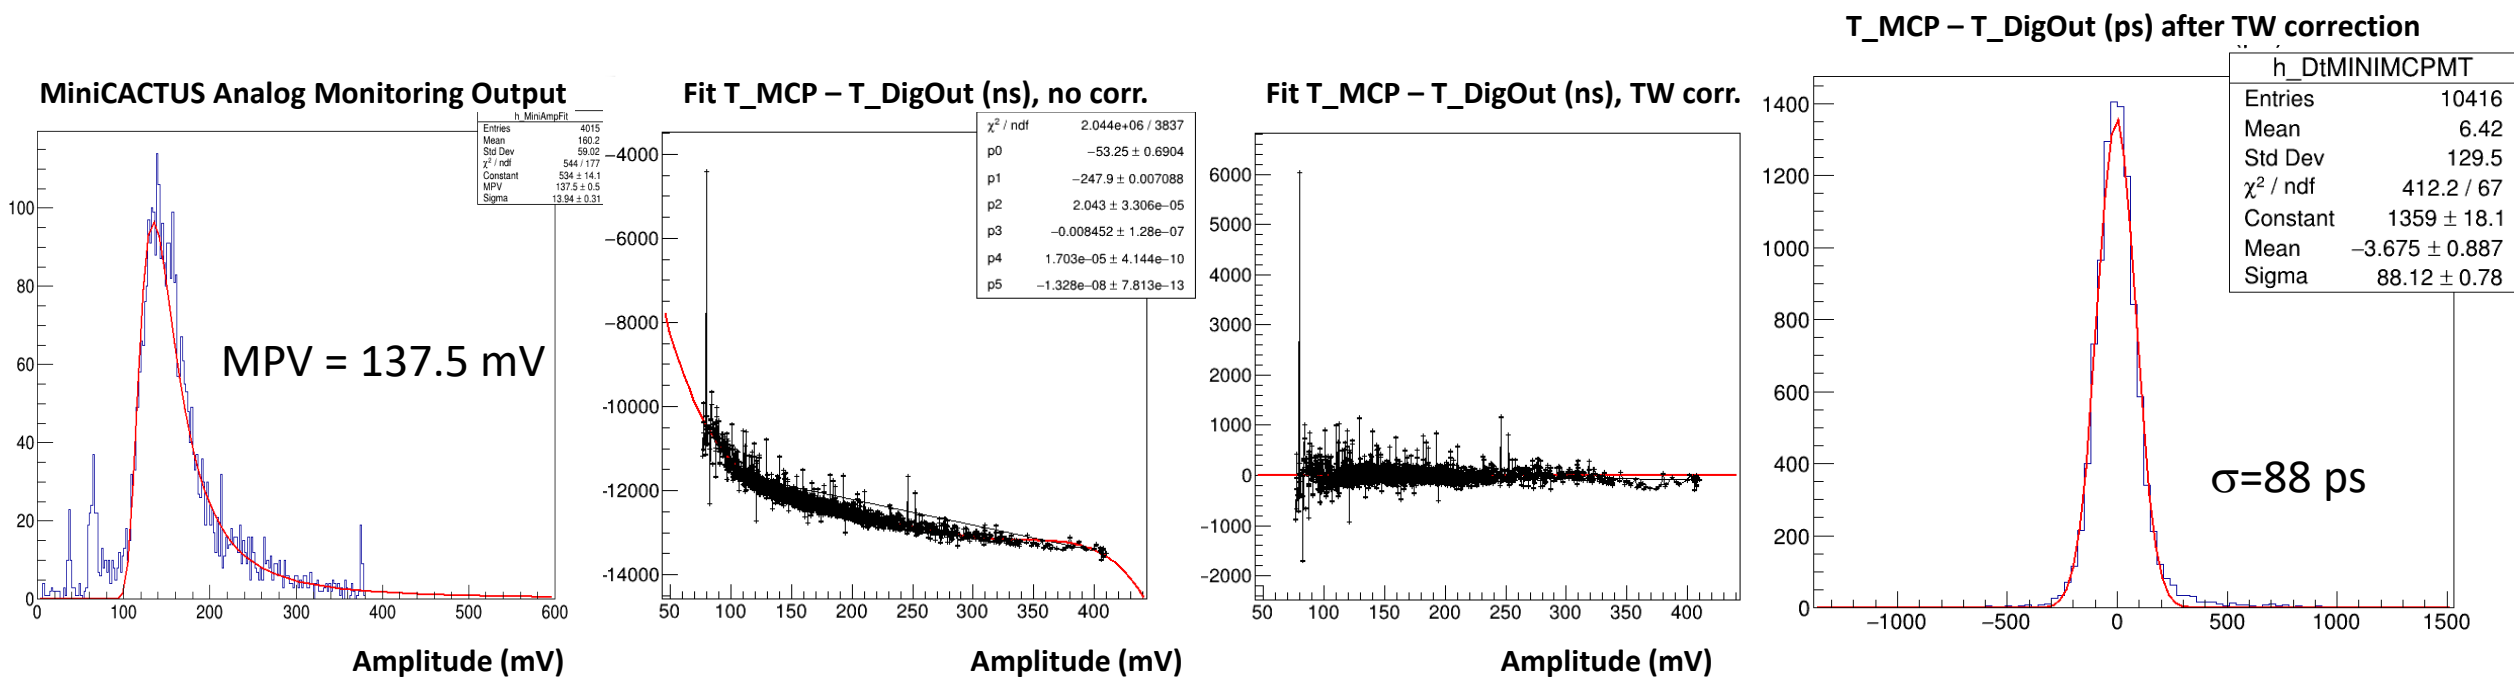 T_MCP – T_DigOut (ps) after TW correction
MiniCACTUS Analog Monitoring Output
h_MiniAmpFit
Entries 4015
Mean 160.2
Std Dev 59.02
χ² / ndf 544 / 177
Constant 534 ± 14.1
MPV 137.5 ± 0.5
Sigma 13.94 ± 0.31
100
80
60
40
20
0
0 100 200 300 400 500 600
MPV = 137.5 mV
Amplitude (mV)
Fit T_MCP – T_DigOut (ns), no corr.
χ² / ndf 2.044e+06 / 3837
p0 −53.25 ± 0.6904
p1 −247.9 ± 0.007088
p2 2.043 ± 3.306e−05
p3 −0.008452 ± 1.28e−07
p4 1.703e−05 ± 4.144e−10
p5 −1.328e−08 ± 7.813e−13
−4000
−6000
−8000
-10000
-12000
-14000
50 100 150 200 250 300 350 400
Amplitude (mV)
Fit T_MCP – T_DigOut (ns), TW corr.
6000
5000
4000
3000
2000
1000
0
−1000
−2000
50 100 150 200 250 300 350 400
Amplitude (mV)
h_DtMINIMCPMT
Entries 10416
Mean 6.42
Std Dev 129.5
χ² / ndf 412.2 / 67
Constant 1359 ± 18.1
Mean −3.675 ± 0.887
Sigma 88.12 ± 0.78
1400
1200
1000
800
600
400
200
0
−1000 −500 0 500 1000 1500
σ=88 ps